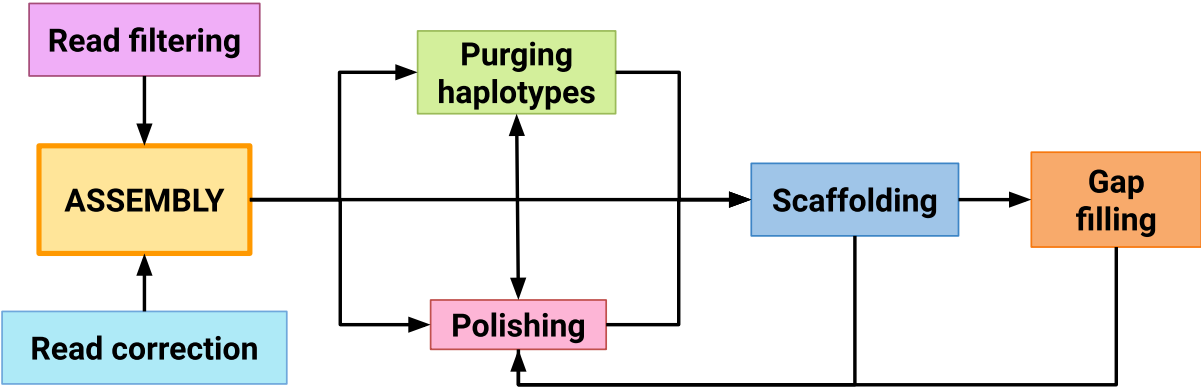 Read filtering
Purging
haplotypes
ASSEMBLY
Scaffolding
Gap
filling
Polishing
Read correction